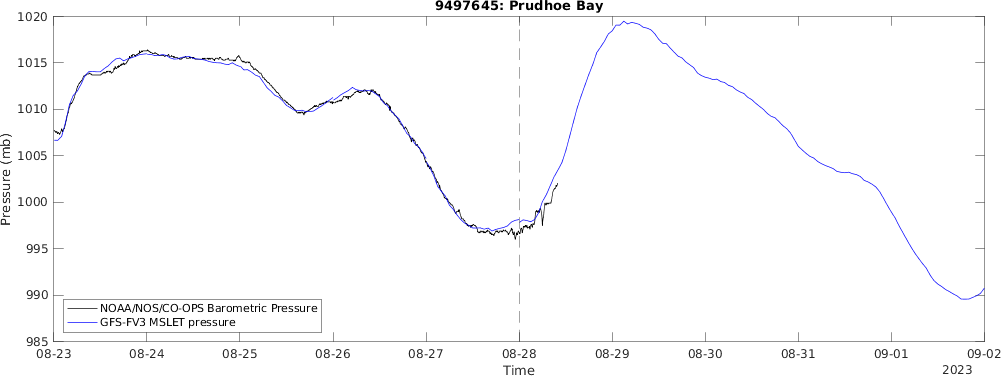 9497645: Prudhoe Bay
1020
1015
1010
1005
1000
995
990
985
Pressure (mb)
NOAA/NOS/CO-OPS Barometric Pressure
GFS-FV3 MSLET pressure
08-23 08-24 08-25 08-26 08-27 08-28 08-29 08-30 08-31 09-01 09-02
Time
2023